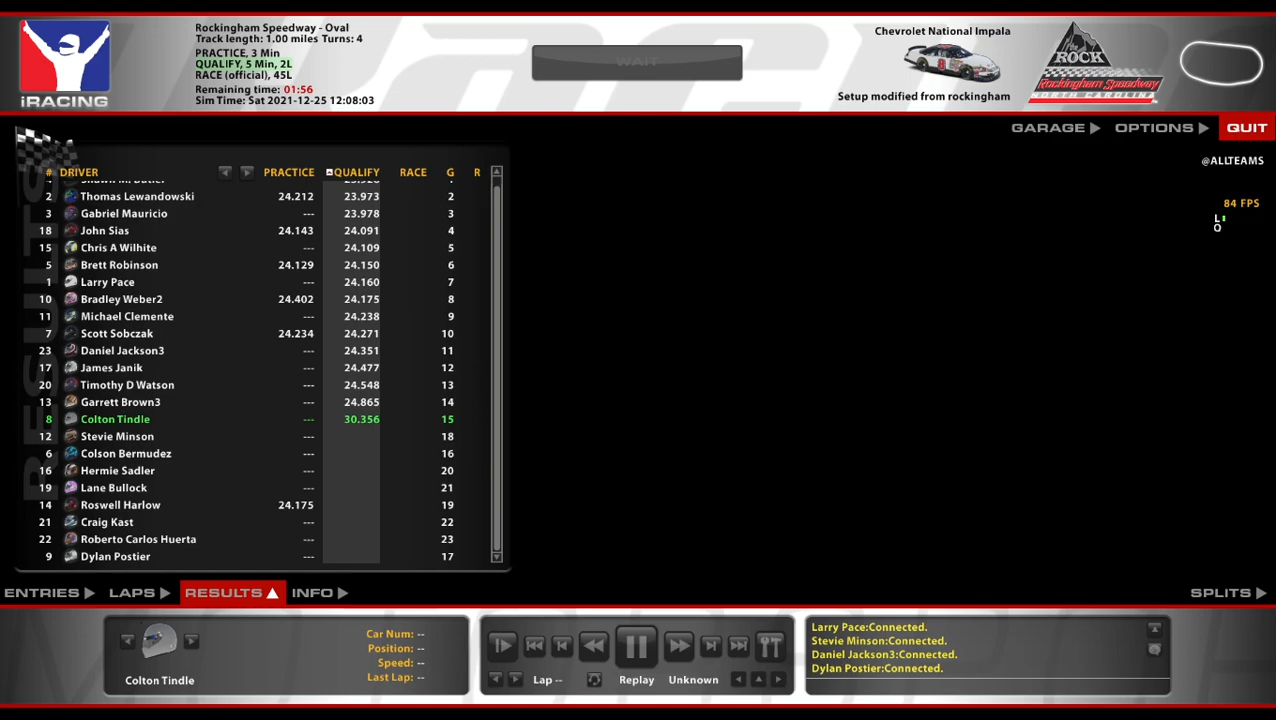 iRACING
Rockingham Speedway - Oval
Track length: 1.00 miles Turns: 4
PRACTICE, 3 Min
QUALIFY, 5 Min, 2L
RACE (official), 45L
Remaining time: 01:56
Sim Time: Sat 2021-12-25 12:08:03
WAIT
Chevrolet National Impala
Setup modified from rockingham
THE ROCK
Rockingham Speedway
NORTH CAROLINA
GARAGE OPTIONS QUIT
@ALLTEAMS
84 FPS
L
Q
RESULTS
# DRIVER PRACTICE QUALIFY RACE G R
2 Thomas Lewandowski 24.212 23.973 2
3 Gabriel Mauricio --- 23.978 3
18 John Sias 24.143 24.091 4
15 Chris A Wilhite --- 24.109 5
5 Brett Robinson 24.129 24.150 6
1 Larry Pace --- 24.160 7
10 Bradley Weber2 24.402 24.175 8
11 Michael Clemente --- 24.238 9
7 Scott Sobczak 24.234 24.271 10
23 Daniel Jackson3 --- 24.351 11
17 James Janik --- 24.477 12
20 Timothy D Watson --- 24.548 13
13 Garrett Brown3 --- 24.865 14
8 Colton Tindle --- 30.356 15
12 Stevie Minson --- 18
6 Colson Bermudez --- 16
16 Hermie Sadler --- 20
19 Lane Bullock --- 21
14 Roswell Harlow 24.175 19
21 Craig Kast --- 22
22 Roberto Carlos Huerta --- 23
9 Dylan Postier --- 17
ENTRIES LAPS RESULTS INFO SPLITS
Colton Tindle
Car Num: --
Position: --
Speed: --
Last Lap: --
Lap -- Replay Unknown
Larry Pace:Connected.
Stevie Minson:Connected.
Daniel Jackson3:Connected.
Dylan Postier:Connected.